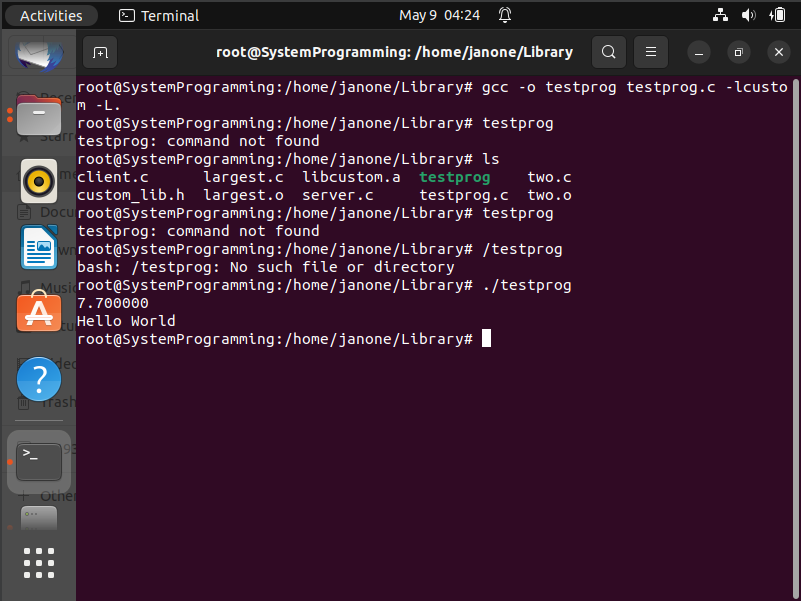 Activities
Terminal
May 9 04:24
root@SystemProgramming: /home/janone/Library
root@SystemProgramming:/home/janone/Library# gcc -o testprog testprog.c -lcusto
m -L.
root@SystemProgramming:/home/janone/Library# testprog
testprog: command not found
root@SystemProgramming:/home/janone/Library# ls
client.c largest.c libcustom.a testprog two.c
custom_lib.h largest.o server.c testprog.c two.o
root@SystemProgramming:/home/janone/Library# testprog
testprog: command not found
root@SystemProgramming:/home/janone/Library# /testprog
bash: /testprog: No such file or directory
root@SystemProgramming:/home/janone/Library# ./testprog
7.700000
Hello World
root@SystemProgramming:/home/janone/Library#
Trash
Other